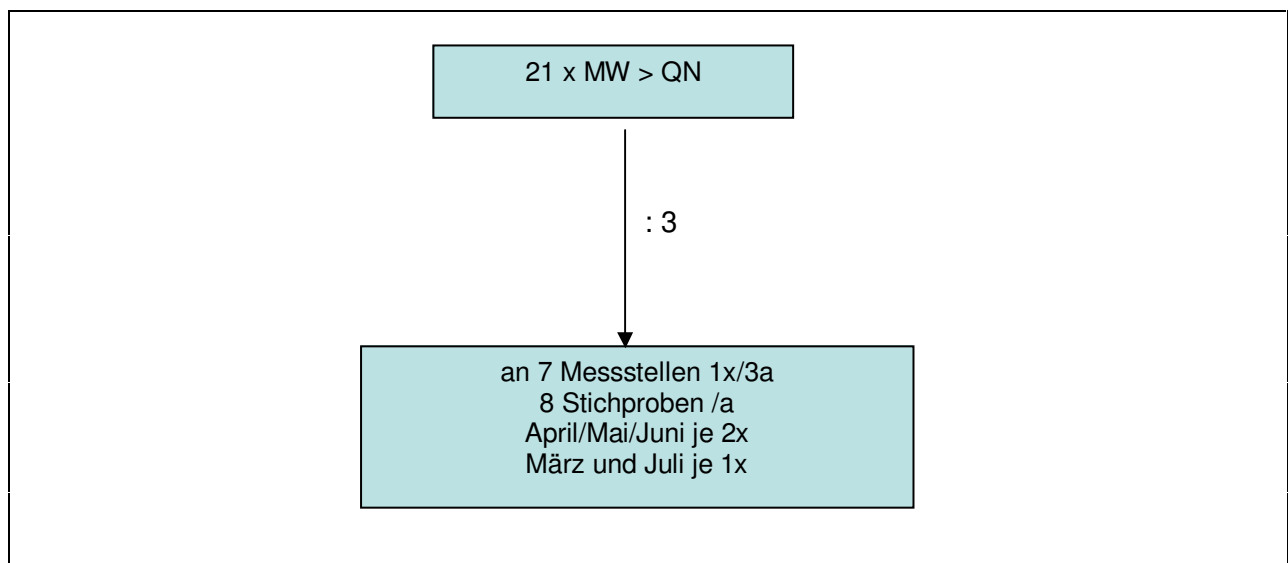 21 x MW > QN
: 3
an 7 Messstellen 1x/3a
8 Stichproben /a
April/Mai/Juni je 2x
März und Juli je 1x